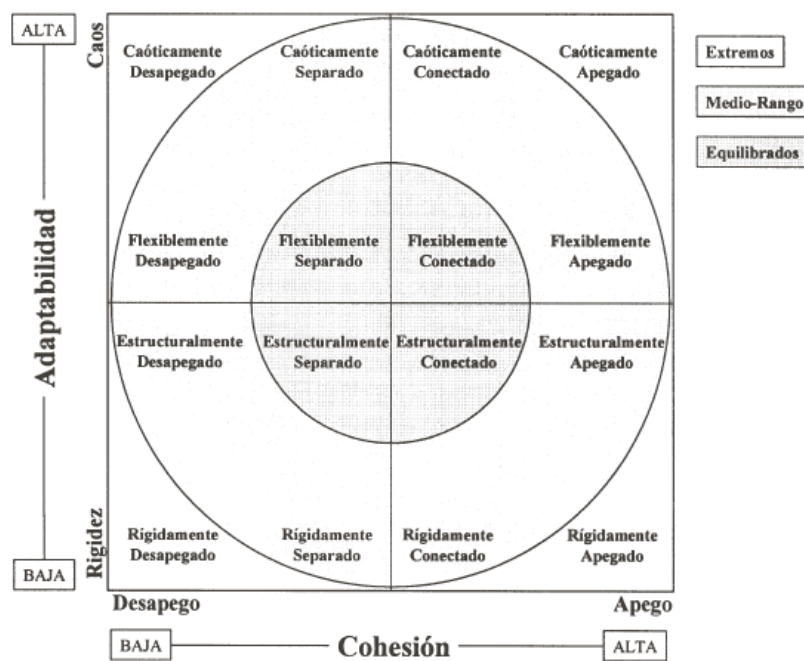 ALTA
Caos
Caóticamente
Desapegado
Caóticamente
Separado
Caóticamente
Conectado
Caóticamente
Apegado
Extremos
Medio-Rango
Equilibrados
Adaptabilidad
Flexiblemente
Desapegado
Flexiblemente
Separado
Flexiblemente
Conectado
Flexiblemente
Apegado
Estructuralmente
Desapegado
Estructuralmente
Separado
Estructuralmente
Conectado
Estructuralmente
Apegado
Rígidamente
Desapegado
Rígidamente
Separado
Rígidamente
Conectado
Rígidamente
Apegado
Rigidez
BAJA
Desapego
Apego
BAJA
Cohesión
ALTA